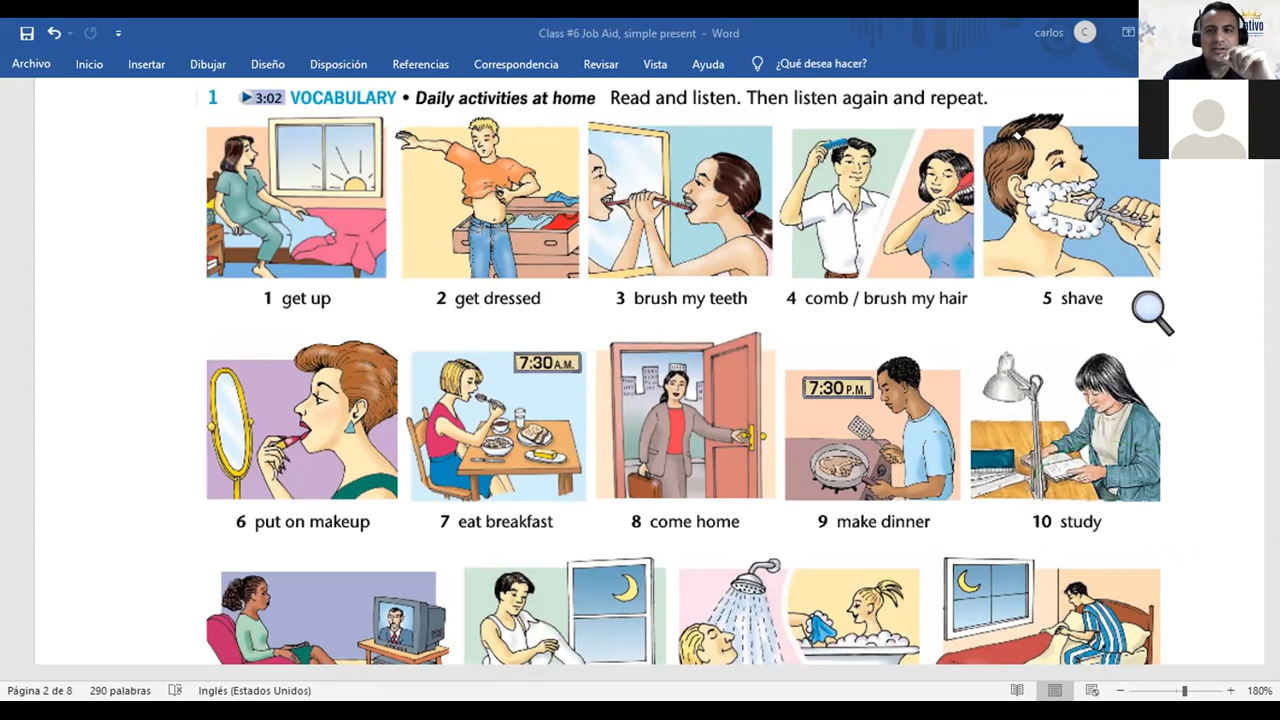 Class #6 Job Aid, simple present - Word
carlos C
Archivo Inicio Insertar Dibujar Diseño Disposición Referencias Correspondencia Revisar Vista Ayuda ¿Qué desea hacer?
1 3:02 VOCABULARY • Daily activities at home Read and listen. Then listen again and repeat.
1 get up
2 get dressed
3 brush my teeth
4 comb / brush my hair
5 shave
7:30 A.M.
7:30 P.M.
6 put on makeup
7 eat breakfast
8 come home
9 make dinner
10 study
Página 2 de 8 290 palabras Inglés (Estados Unidos) 180%